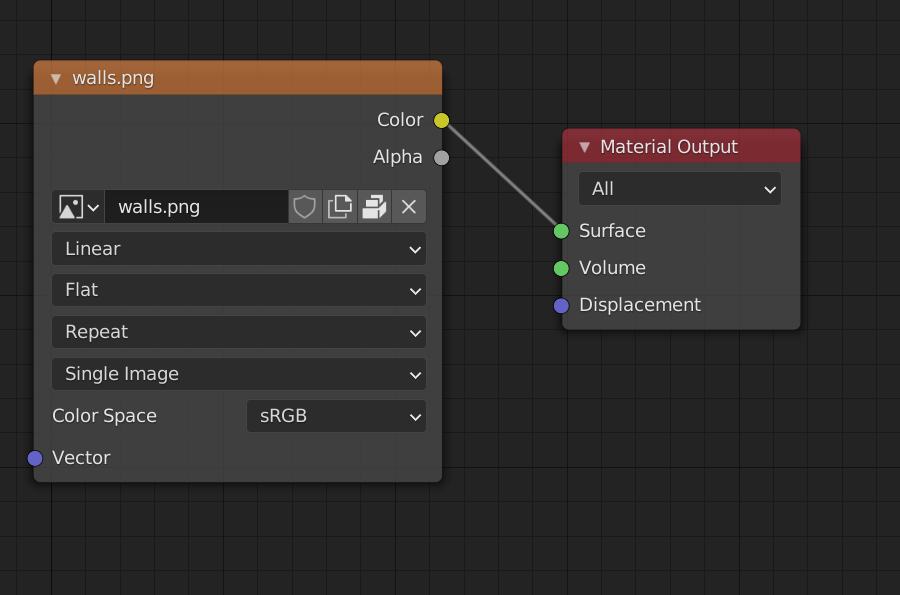 walls.png
Color
Alpha
walls.png
Linear
Flat
Repeat
Single Image
Color Space sRGB
Vector
Material Output
All
Surface
Volume
Displacement